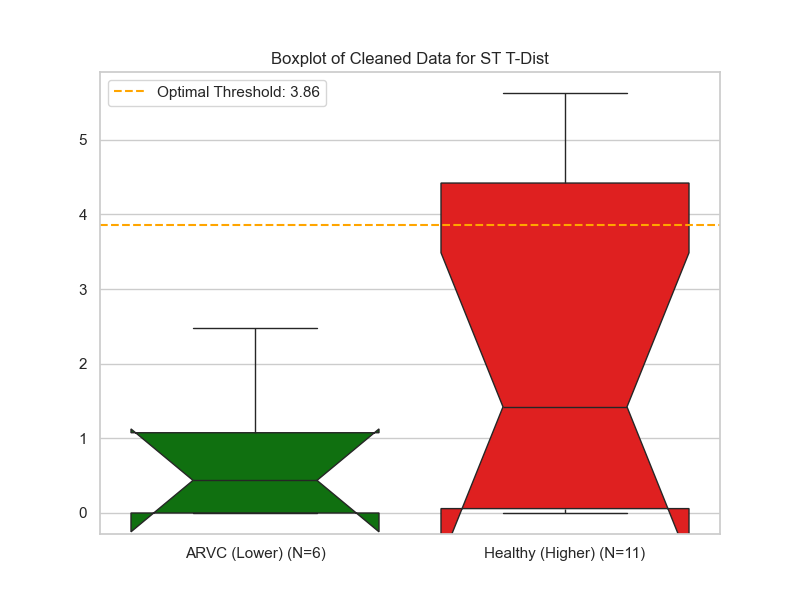 Boxplot of Cleaned Data for ST T-Dist
Optimal Threshold: 3.86
5
4
3
2
1
0
ARVC (Lower) (N=6)
Healthy (Higher) (N=11)